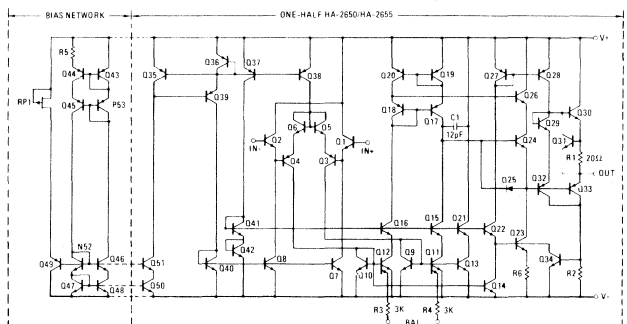 BIAS NETWORK
ONE-HALF HA-2650/HA-2655
V+
R5
Q44
Q43
Q35
Q36
Q37
Q38
Q20
Q19
Q27
Q28
RP1
Q45
P53
Q39
Q26
Q30
Q18
Q17
C1
12pF
Q29
Q6
Q5
Q31
R1
20Ω
Q2
Q1
IN-
IN+
Q4
Q3
Q24
OUT
Q25
Q32
Q33
Q41
Q16
Q15
Q21
Q22
Q42
Q23
N52
Q49
Q46
Q51
Q40
Q8
Q7
Q10
Q12
Q9
Q11
Q13
Q34
R6
R2
Q47
Q48
Q50
Q14
R3
3K
R4
3K
V-
BAL